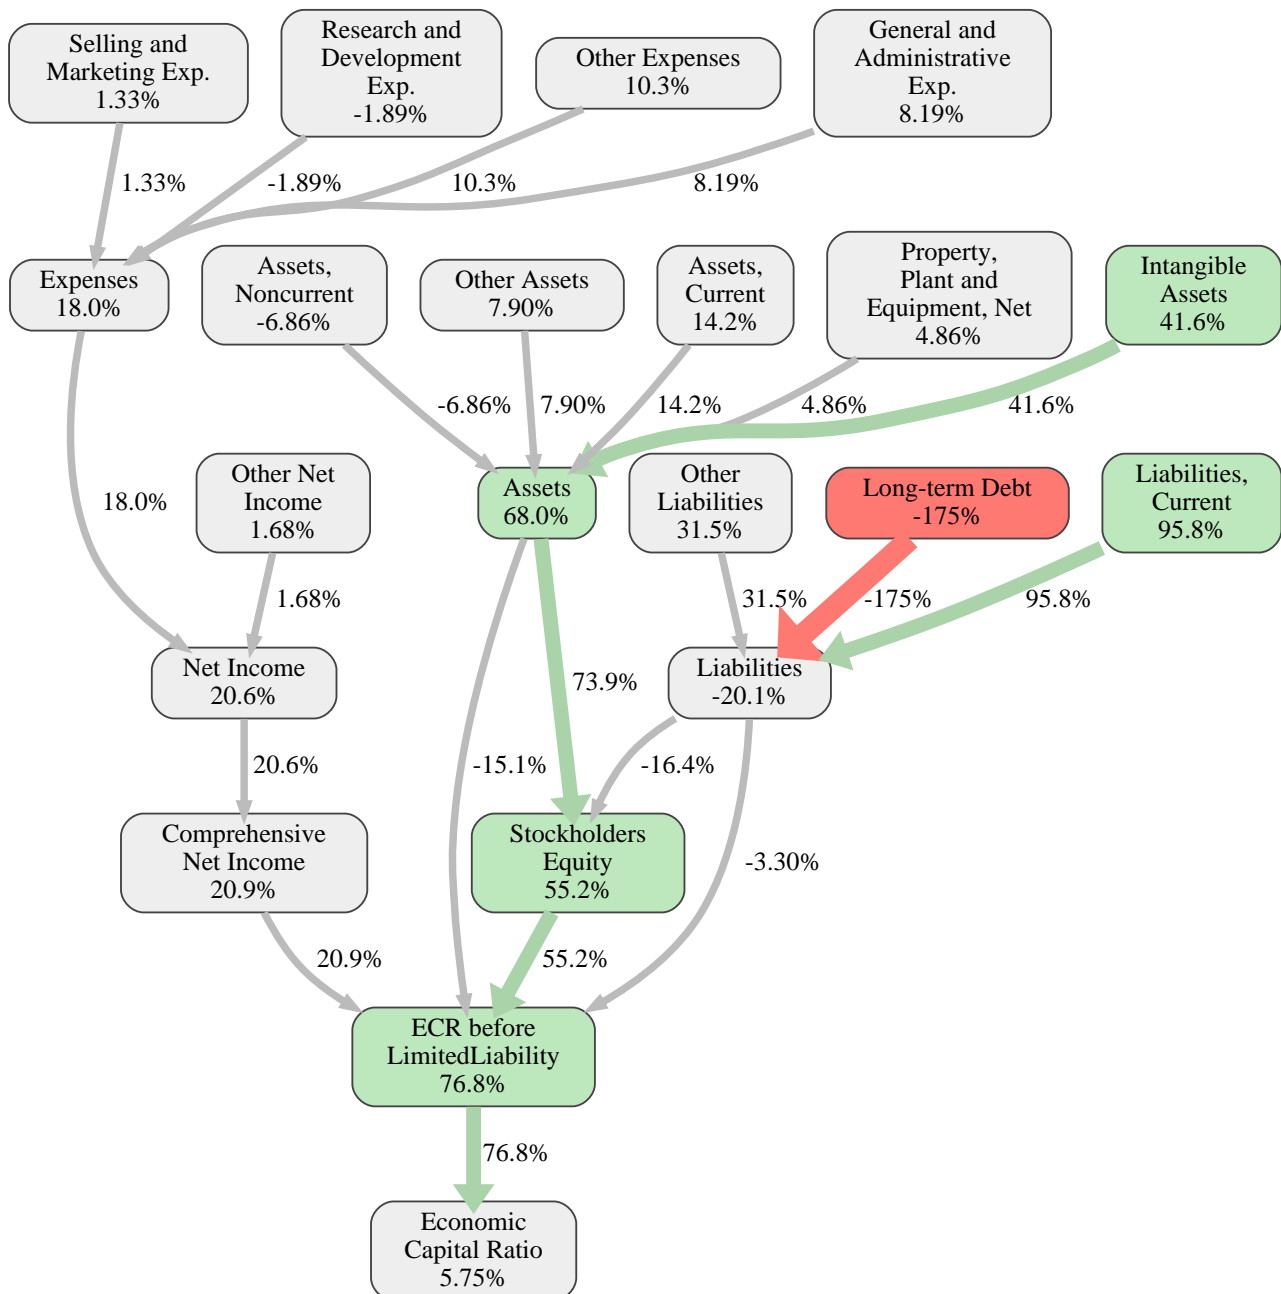 Selling and
Marketing Exp.
1.33%
Research and
Development
Exp.
-1.89%
Other Expenses
10.3%
General and
Administrative
Exp.
8.19%
1.33%
-1.89%
10.3%
8.19%
Expenses
18.0%
Assets,
Noncurrent
-6.86%
Other Assets
7.90%
Assets,
Current
14.2%
Property,
Plant and
Equipment, Net
4.86%
Intangible
Assets
41.6%
-6.86%
7.90%
14.2%
4.86%
41.6%
18.0%
Other Net
Income
1.68%
Assets
68.0%
Other
Liabilities
31.5%
Long-term Debt
-175%
Liabilities,
Current
95.8%
1.68%
31.5%
-175%
95.8%
Net Income
20.6%
73.9%
Liabilities
-20.1%
20.6%
-15.1%
-16.4%
Comprehensive
Net Income
20.9%
Stockholders
Equity
55.2%
-3.30%
20.9%
55.2%
ECR before
LimitedLiability
76.8%
76.8%
Economic
Capital Ratio
5.75%